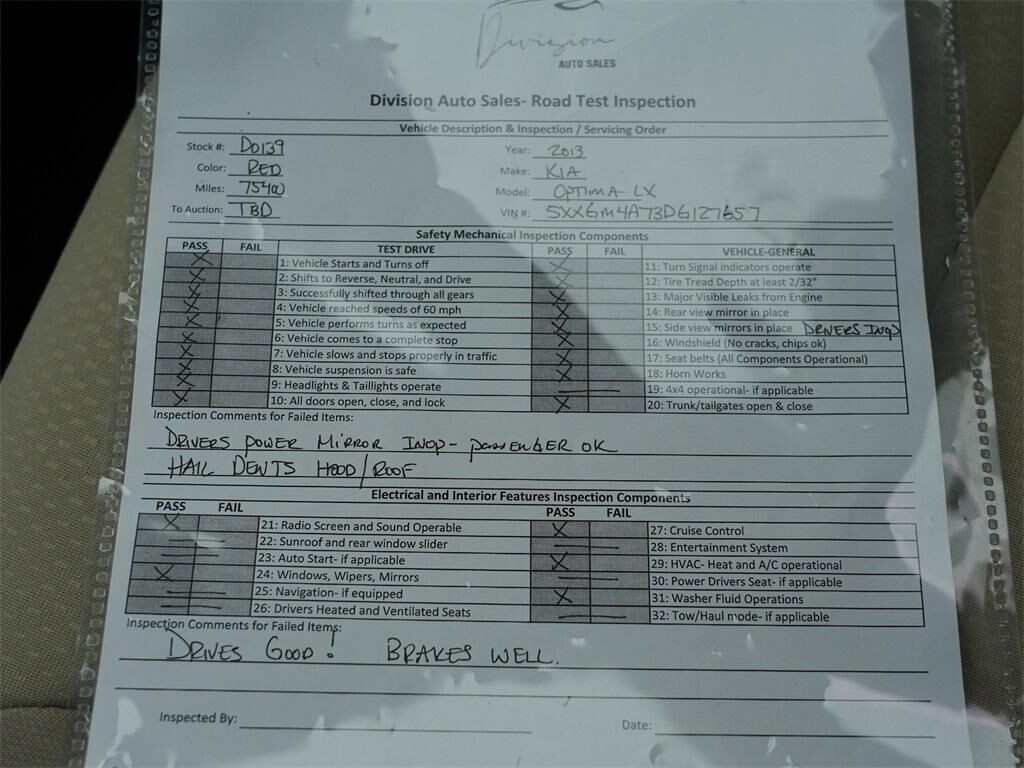 Division
AUTO SALES
Division Auto Sales- Road Test Inspection
Vehicle Description & Inspection / Servicing Order
Stock #: D0139 Year: 2013
Color: RED Make: KIA
Miles: 75400 Model: OPTIMA LX
To Auction: TBD VIN #: 5XXGM4A73DG127657
Safety Mechanical Inspection Components
PASS FAIL TEST DRIVE PASS FAIL VEHICLE-GENERAL
X 1: Vehicle Starts and Turns off X 11: Turn Signal indicators operate
X 2: Shifts to Reverse, Neutral, and Drive X 12: Tire Tread Depth at least 2/32"
X 3: Successfully shifted through all gears X 13: Major Visible Leaks from Engine
X 4: Vehicle reached speeds of 60 mph X 14: Rear view mirror in place
X 5: Vehicle performs turns as expected X 15: Side view mirrors in place DRIVERS INOP
X 6: Vehicle comes to a complete stop X 16: Windshield (No cracks, chips ok)
X 7: Vehicle slows and stops properly in traffic X 17: Seat belts (All Components Operational)
X 8: Vehicle suspension is safe X 18: Horn Works
X 9: Headlights & Taillights operate 19: 4x4 operational- if applicable
X 10: All doors open, close, and lock X 20: Trunk/tailgates open & close
Inspection Comments for Failed Items:
DRIVERS POWER MIRROR INOP - PASSENGER OK
HAIL DENTS HOOD/ROOF
Electrical and Interior Features Inspection Components
PASS FAIL PASS FAIL
X 21: Radio Screen and Sound Operable X 27: Cruise Control
22: Sunroof and rear window slider 28: Entertainment System
23: Auto Start- if applicable X 29: HVAC- Heat and A/C operational
X 24: Windows, Wipers, Mirrors 30: Power Drivers Seat- if applicable
25: Navigation- if equipped X 31: Washer Fluid Operations
26: Drivers Heated and Ventilated Seats 32: Tow/Haul mode- if applicable
Inspection Comments for Failed Items:
DRIVES GOOD! BRAKES WELL.
Inspected By: Date: